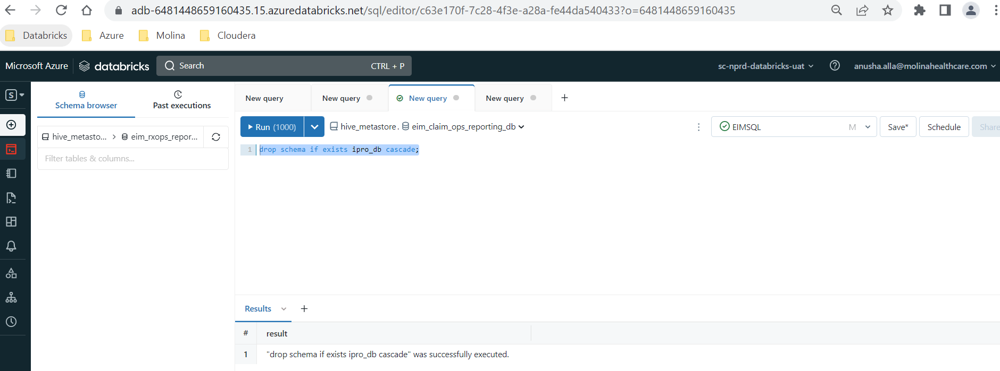 adb-6481448659160435.15.azuredatabricks.net/sql/editor/c63e170f-7c28-4f3e-a28a-fe44da540433?o=6481448659160435
Databricks Azure Molina Cloudera
Microsoft Azure databricks Search CTRL + P sc-nprd-databricks-uat anusha.alla@molinahealthcare.com
S
Schema browser Past executions
New query New query New query New query
hive_metasto... > eim_rxops_repor...
Filter tables & columns...
Run (1000) hive_metastore. eim_claim_ops_reporting_db EIMSQL M Save* Schedule Share
1 drop schema if exists ipro_db cascade;
Results
# result
1 "drop schema if exists ipro_db cascade" was successfully executed.